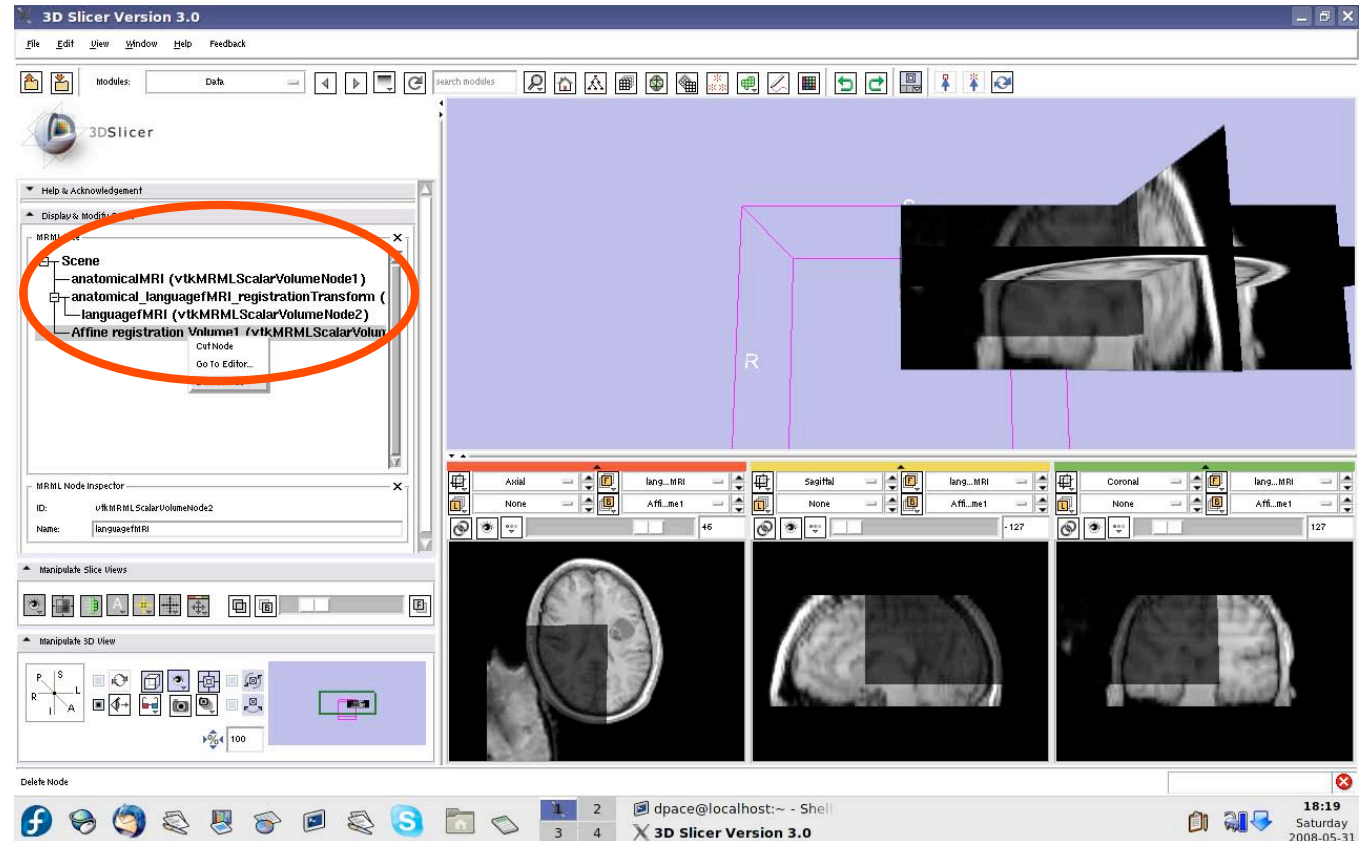 3D Slicer Version 3.0
File Edit View Window Help Feedback
Modules: Data search modules
3DSlicer
Help & Acknowledgement
Display & Modify
MRML
Scene
anatomicalMRI (vtkMRMLScalarVolumeNode1)
anatomical_languagefMRI_registrationTransform (
languagefMRI (vtkMRMLScalarVolumeNode2)
Affine registration Volume1 (vtkMRMLScalarVolun
Cut Node
Go To Editor...
R
MRML Node Inspector
ID: vtkMRMLScalarVolumeNode2
Name: languagefMRI
Axial lang...MRI
None Affi...me1
46
Sagittal lang...MRI
None Affi...me1
-127
Coronal lang...MRI
None Affi...me1
127
Manipulate Slice Views
Manipulate 3D View
P S
R L
I A
100
Delete Node
1 2
3 4
dpace@localhost:~ - Shell
3D Slicer Version 3.0
18:19
Saturday
2008-05-31